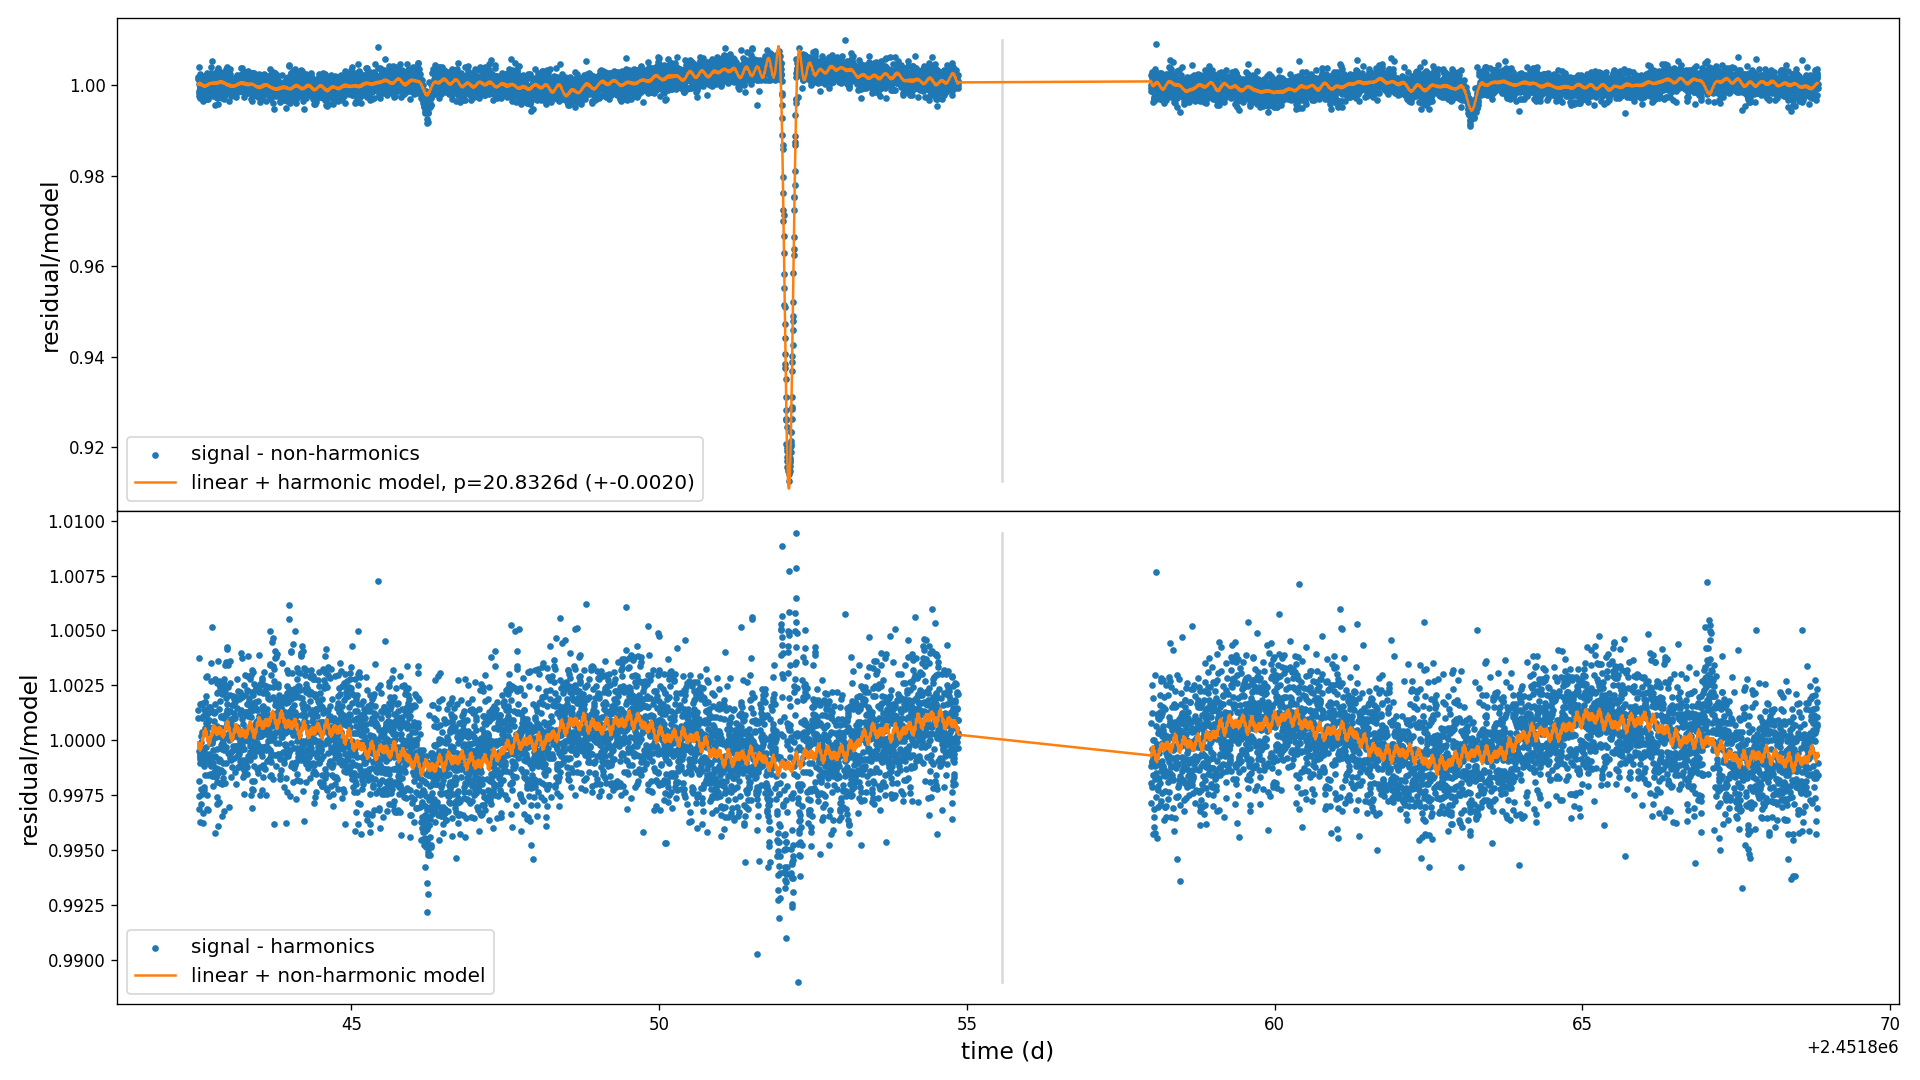 1.00
0.98
0.96
0.94
0.92
residual/model
signal - non-harmonics
linear + harmonic model, p=20.8326d (+-0.0020)
1.0100
1.0075
1.0050
1.0025
1.0000
0.9975
0.9950
0.9925
0.9900
residual/model
signal - harmonics
linear + non-harmonic model
45 50 55 60 65 70
time (d)
+2.4518e6